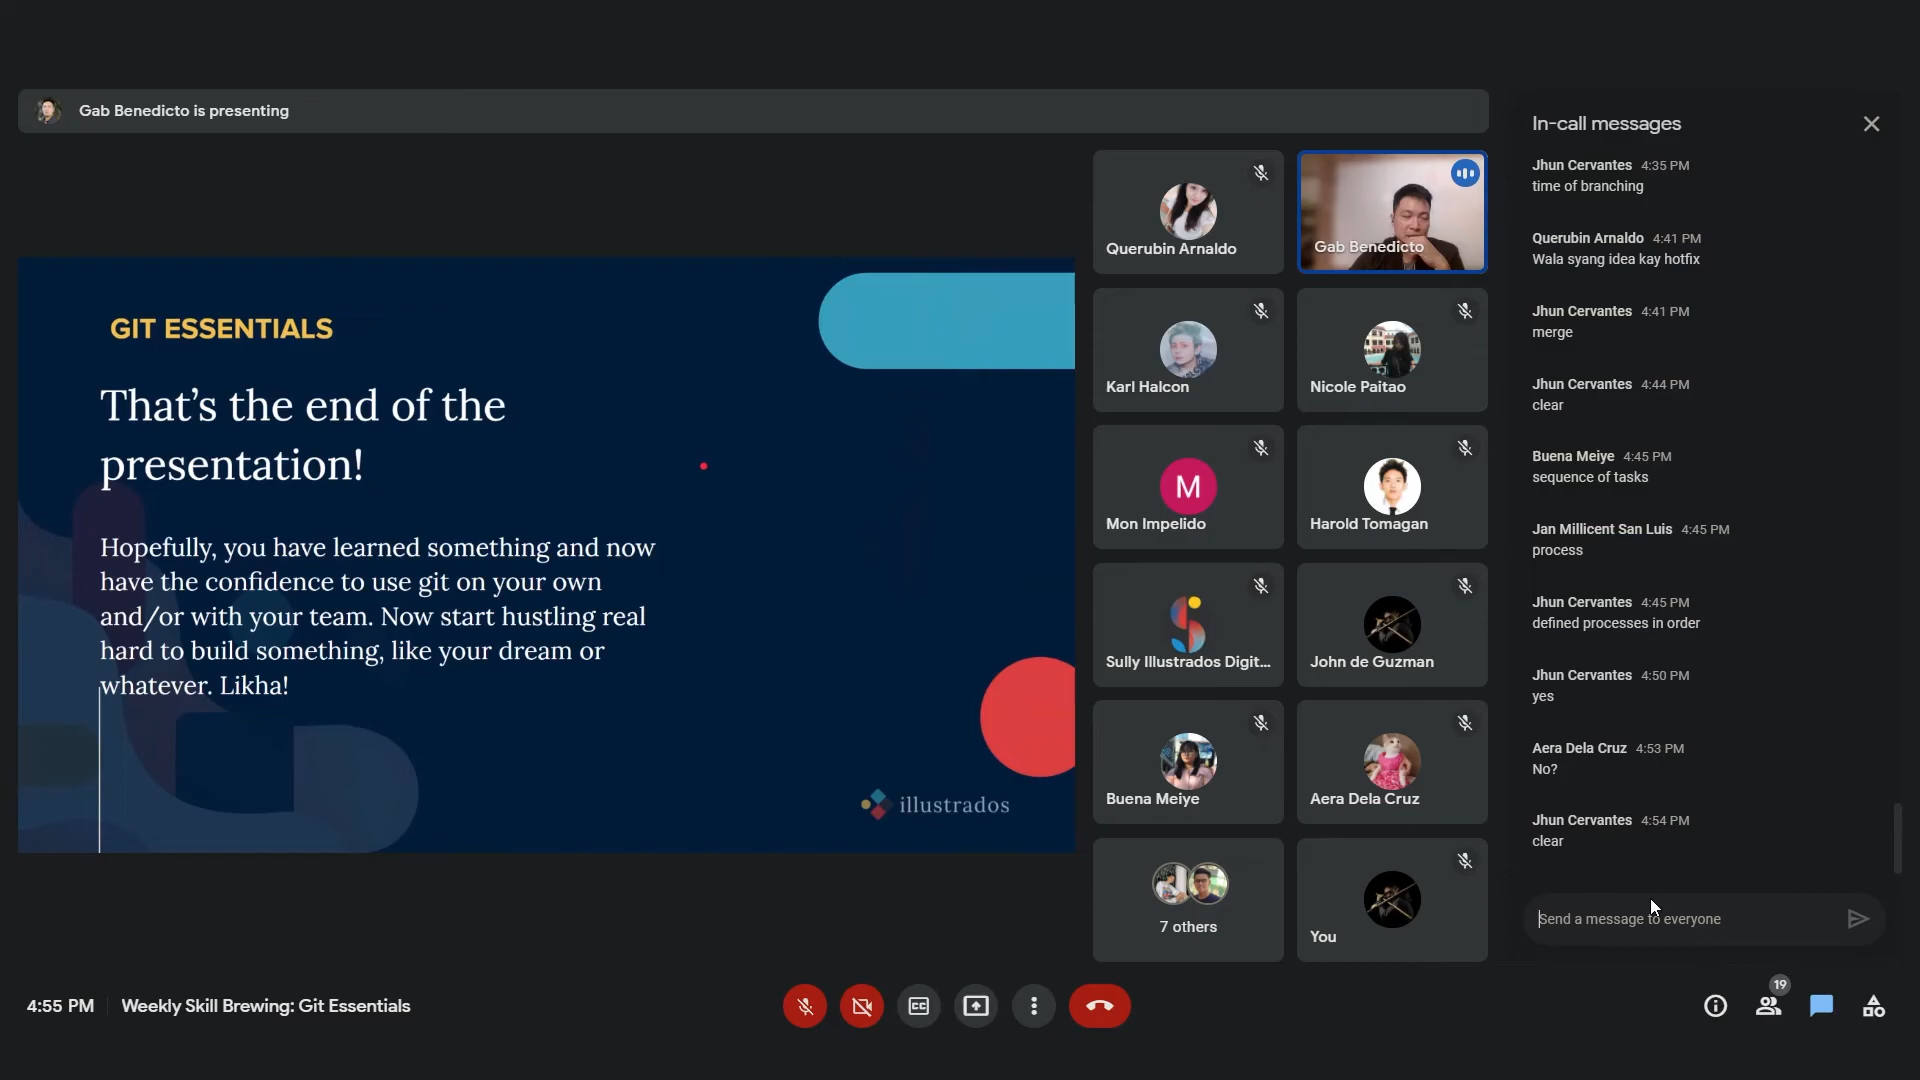 Gab Benedicto is presenting
GIT ESSENTIALS
That's the end of the
presentation!
Hopefully, you have learned something and now
have the confidence to use git on your own
and/or with your team. Now start hustling real
hard to build something, like your dream or
whatever. Likha!
illustrados
Querubin Arnaldo
Gab Benedicto
Karl Halcon
Nicole Paitao
M
Mon Impelido
Harold Tomagan
Sully Illustrados Digit...
John de Guzman
Buena Meiye
Aera Dela Cruz
7 others
You
In-call messages
Jhun Cervantes 4:35 PM
time of branching
Querubin Arnaldo 4:41 PM
Wala syang idea kay hotfix
Jhun Cervantes 4:41 PM
merge
Jhun Cervantes 4:44 PM
clear
Buena Meiye 4:45 PM
sequence of tasks
Jan Millicent San Luis 4:45 PM
process
Jhun Cervantes 4:45 PM
defined processes in order
Jhun Cervantes 4:50 PM
yes
Aera Dela Cruz 4:53 PM
No?
Jhun Cervantes 4:54 PM
clear
Send a message to everyone
4:55 PM Weekly Skill Brewing: Git Essentials
CC
19